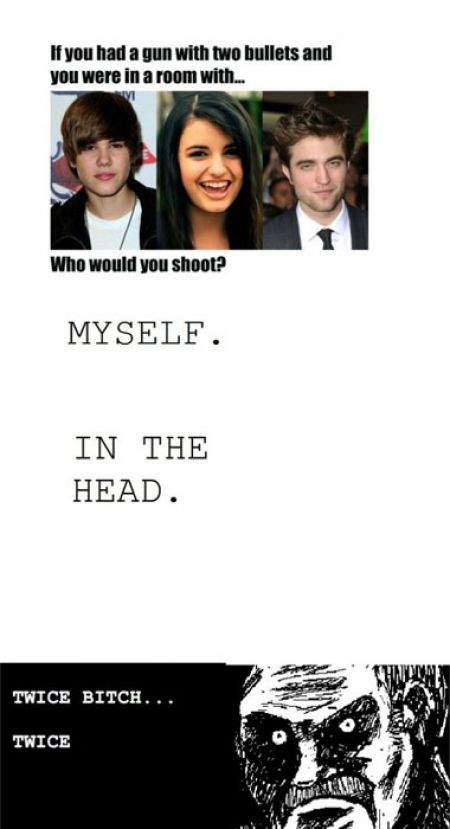 If you had a gun with two bullets and
you were in a room with...
Who would you shoot?
MYSELF.
IN THE
HEAD.
TWICE BITCH...
TWICE